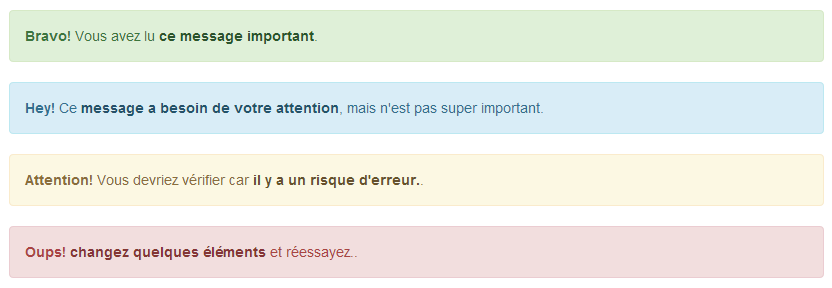 Bravo! Vous avez lu ce message important.
Hey! Ce message a besoin de votre attention, mais n'est pas super important.
Attention! Vous devriez vérifier car il y a un risque d'erreur..
Oups! changez quelques éléments et réessayez..